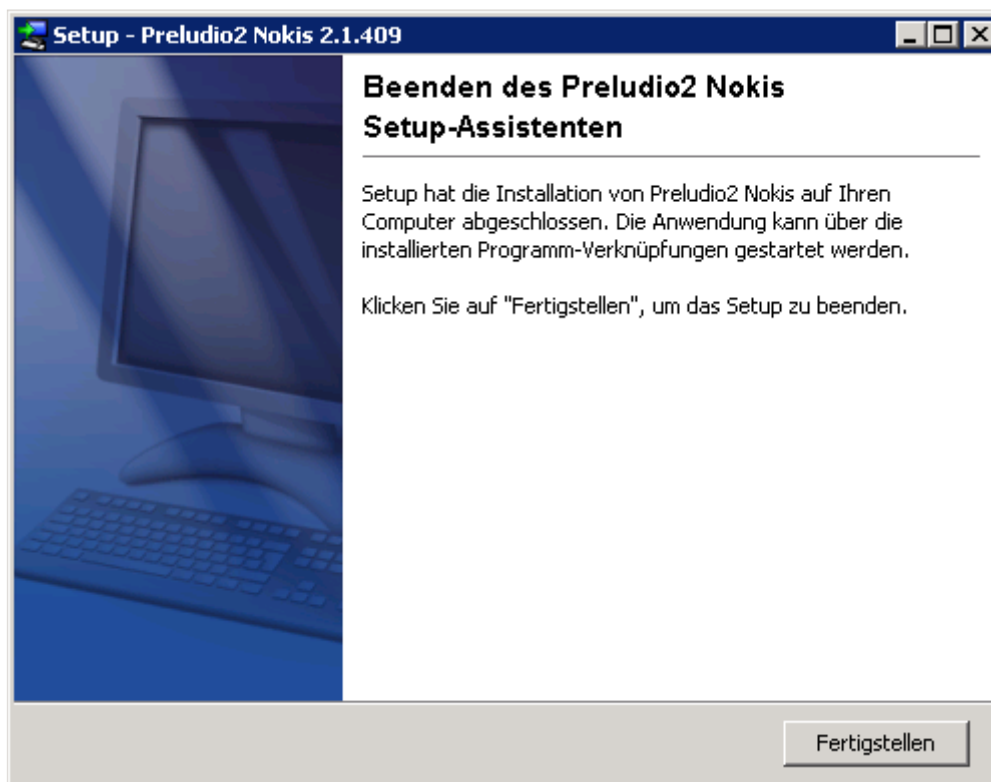 Setup - Preludio2 Nokis 2.1.409
Beenden des Preludio2 Nokis
Setup-Assistenten
Setup hat die Installation von Preludio2 Nokis auf Ihren
Computer abgeschlossen. Die Anwendung kann über die
installierten Programm-Verknüpfungen gestartet werden.
Klicken Sie auf "Fertigstellen", um das Setup zu beenden.
Fertigstellen